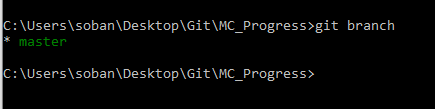 C:\Users\soban\Desktop\Git\MC_Progress>git branch
* master
C:\Users\soban\Desktop\Git\MC_Progress>